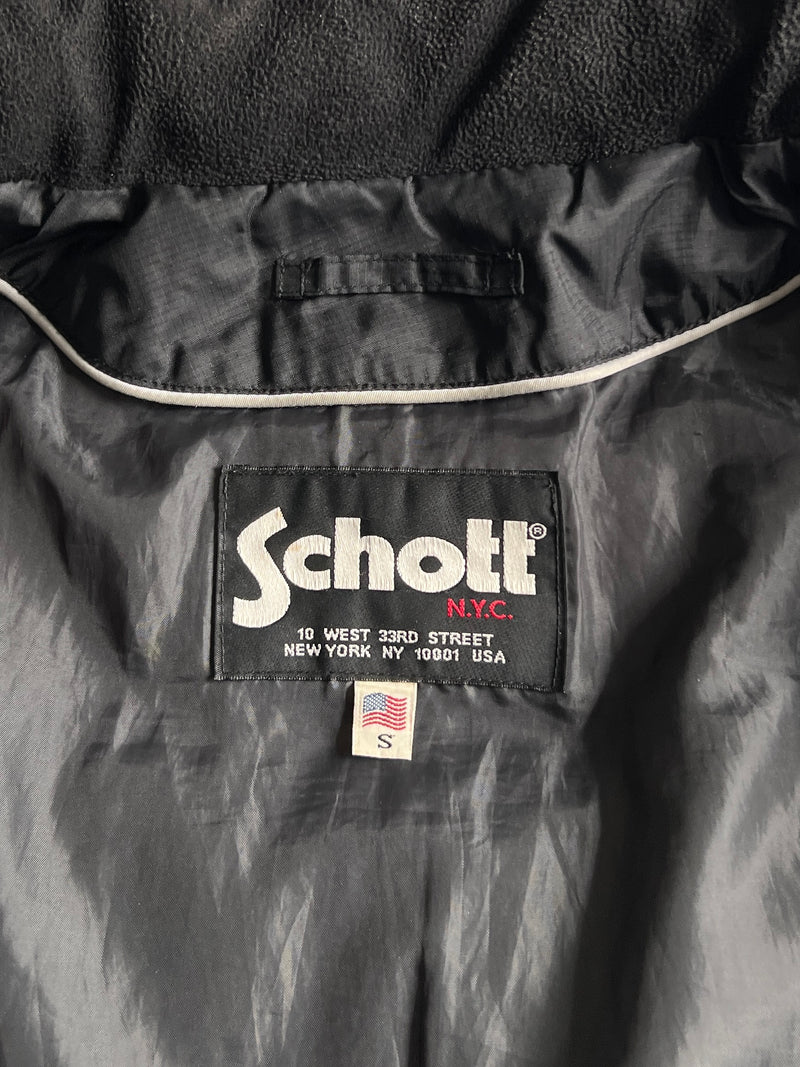 Schott®
N.Y.C.
10 WEST 33RD STREET
NEW YORK NY 10001 USA
S